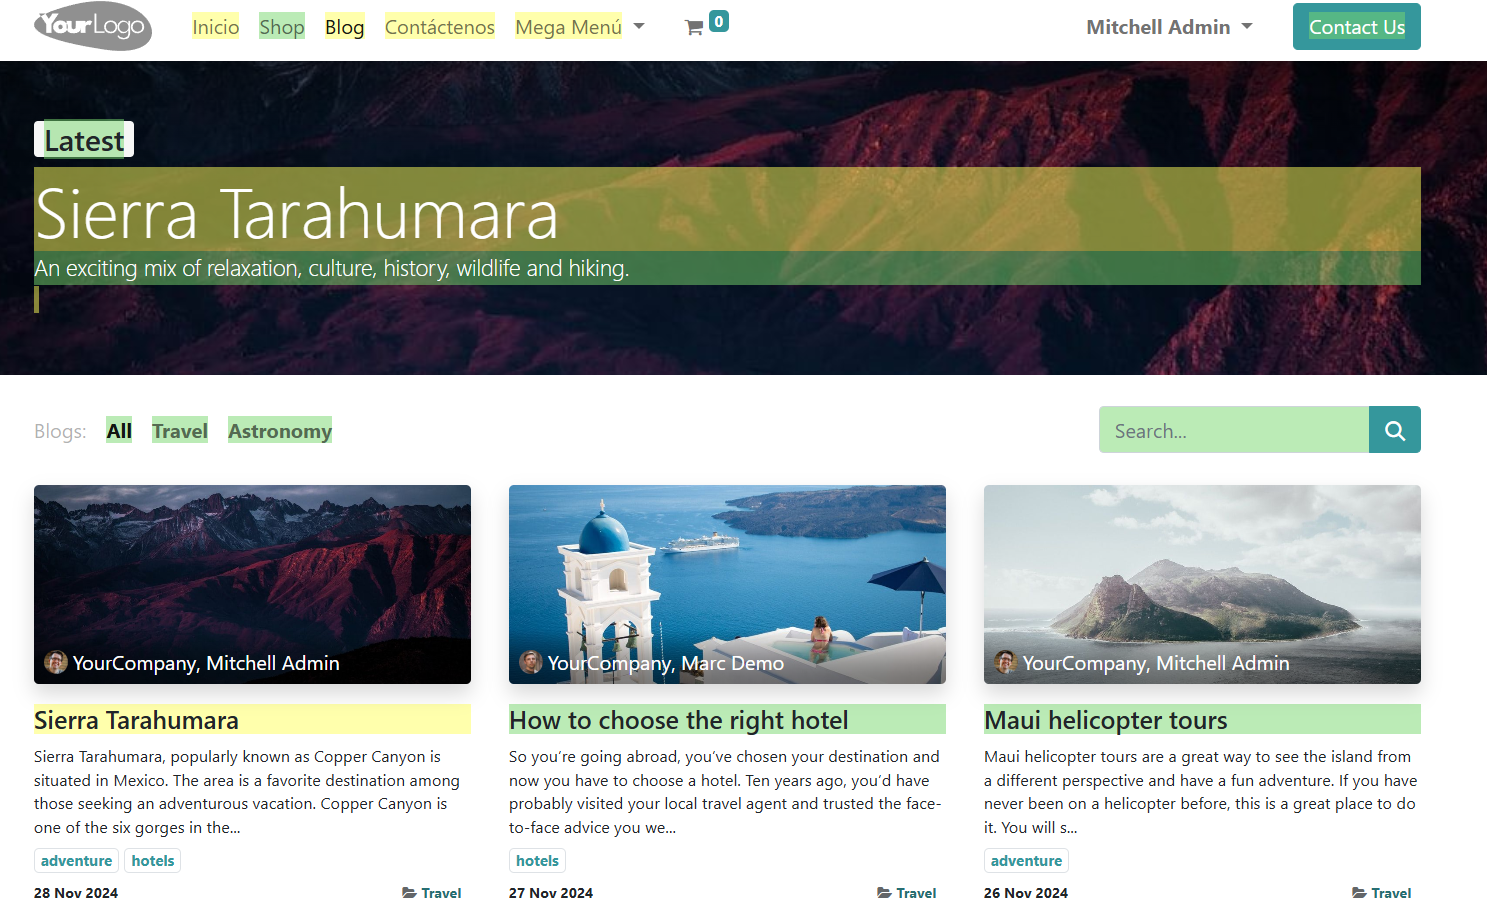 YourLogo
Inicio Shop Blog Contáctenos Mega Menú 0 Mitchell Admin Contact Us
Latest
Sierra Tarahumara
An exciting mix of relaxation, culture, history, wildlife and hiking.
Blogs: All Travel Astronomy Search...
YourCompany, Mitchell Admin
Sierra Tarahumara
Sierra Tarahumara, popularly known as Copper Canyon is
situated in Mexico. The area is a favorite destination among
those seeking an adventurous vacation. Copper Canyon is
one of the six gorges in the...
adventure hotels
28 Nov 2024 Travel
YourCompany, Marc Demo
How to choose the right hotel
So you’re going abroad, you’ve chosen your destination and
now you have to choose a hotel. Ten years ago, you’d have
probably visited your local travel agent and trusted the face-
to-face advice you we...
hotels
27 Nov 2024 Travel
YourCompany, Mitchell Admin
Maui helicopter tours
Maui helicopter tours are a great way to see the island from
a different perspective and have a fun adventure. If you have
never been on a helicopter before, this is a great place to do
it. You will s...
adventure
26 Nov 2024 Travel